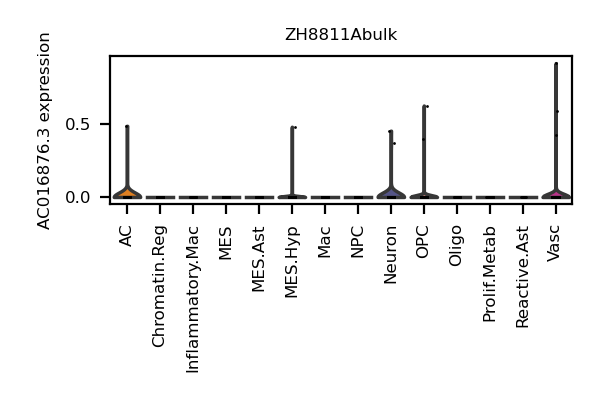 ZH8811Abulk
AC016876.3 expression
0.5
0.0
AC
Chromatin.Reg
Inflammatory.Mac
MES
MES.Ast
MES.Hyp
Mac
NPC
Neuron
OPC
Oligo
Prolif.Metab
Reactive.Ast
Vasc